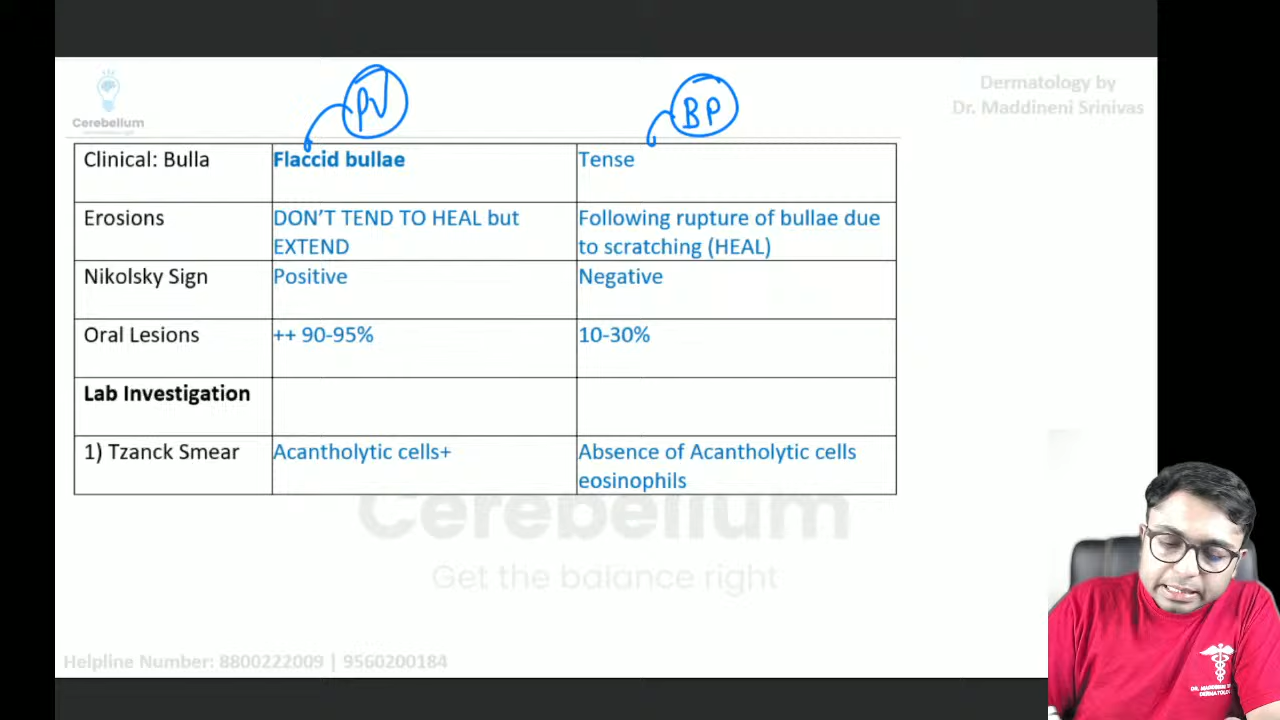 PV
BP
Cerebellum
Dermatology by
Dr. Maddineni Srinivas
Clinical: Bulla
Flaccid bullae
Tense
Erosions
DON'T TEND TO HEAL but
EXTEND
Following rupture of bullae due
to scratching (HEAL)
Nikolsky Sign
Positive
Negative
Oral Lesions
++ 90-95%
10-30%
Lab Investigation
1) Tzanck Smear
Acantholytic cells+
Absence of Acantholytic cells
eosinophils
Cerebellum
Get the balance right
Helpline Number: 8800222009 | 9560200184